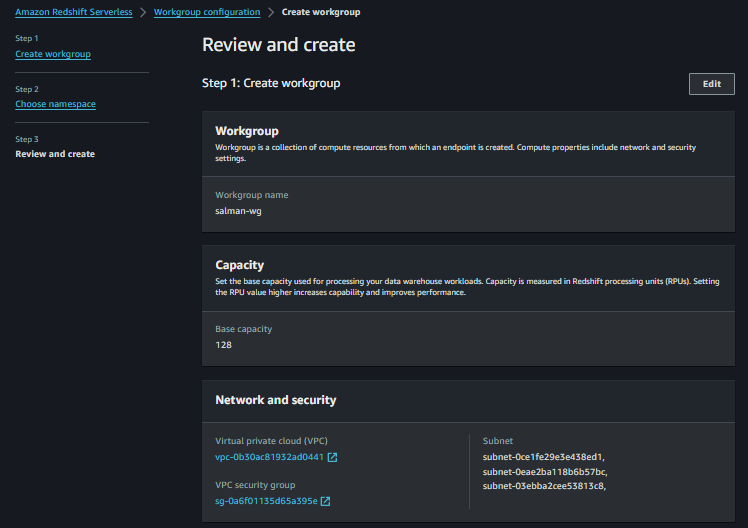 Amazon Redshift Serverless > Workgroup configuration > Create workgroup
Step 1
Create workgroup
Step 2
Choose namespace
Step 3
Review and create
Review and create
Step 1: Create workgroup
Edit
Workgroup
Workgroup is a collection of compute resources from which an endpoint is created. Compute properties include network and security
settings.
Workgroup name
salman-wg
Capacity
Set the base capacity used for processing your data warehouse workloads. Capacity is measured in Redshift processing units (RPUs). Setting
the RPU value higher increases capability and improves performance.
Base capacity
128
Network and security
Virtual private cloud (VPC)
vpc-0b30ac81932ad0441
VPC security group
sg-0a6f01135d65a395e
Subnet
subnet-0ce1fe29e3e438ed1,
subnet-0eae2ba118b6b57bc,
subnet-03ebba2cee53813c8,